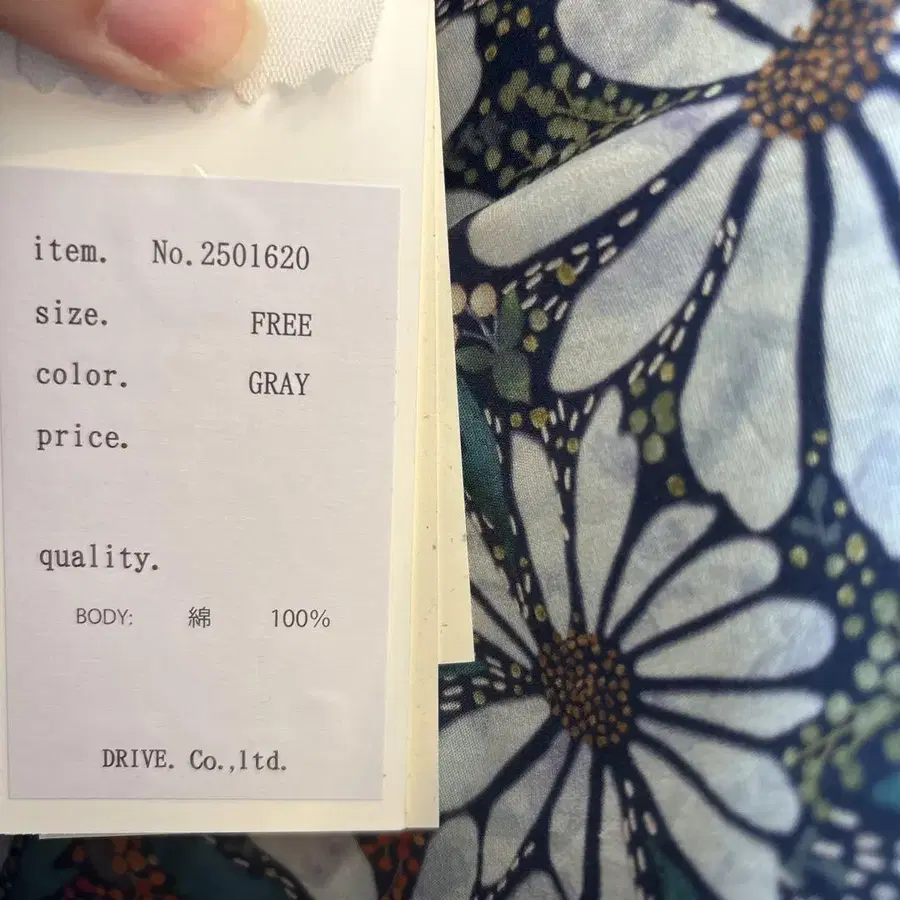 item. No.2501620
size. FREE
color. GRAY
price.
quality.
BODY: 綿 100%
DRIVE. Co.,ltd.